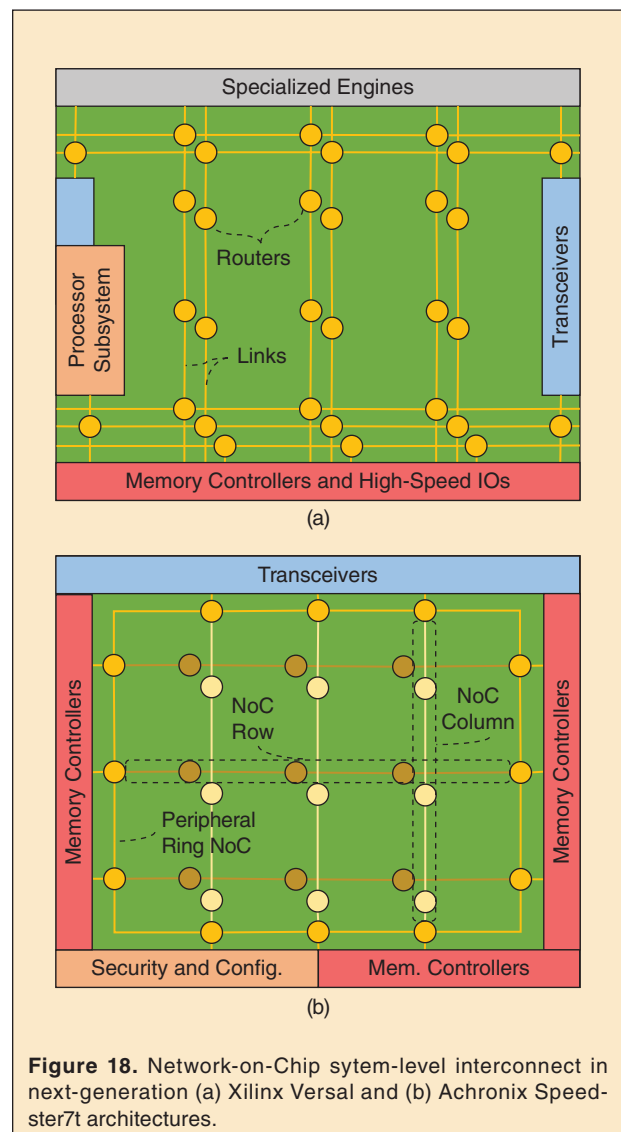 Specialized Engines
Routers
Processor
Subsystem
Transceivers
Links
Memory Controllers and High-Speed IOs
(a)
Transceivers
Memory Controllers
NoC
Row
NoC
Column
Memory Controllers
Peripheral
Ring NoC
Security and Config.
Mem. Controllers
(b)
Figure 18. Network-on-Chip sytem-level interconnect in
next-generation (a) Xilinx Versal and (b) Achronix Speed-
ster7t architectures.